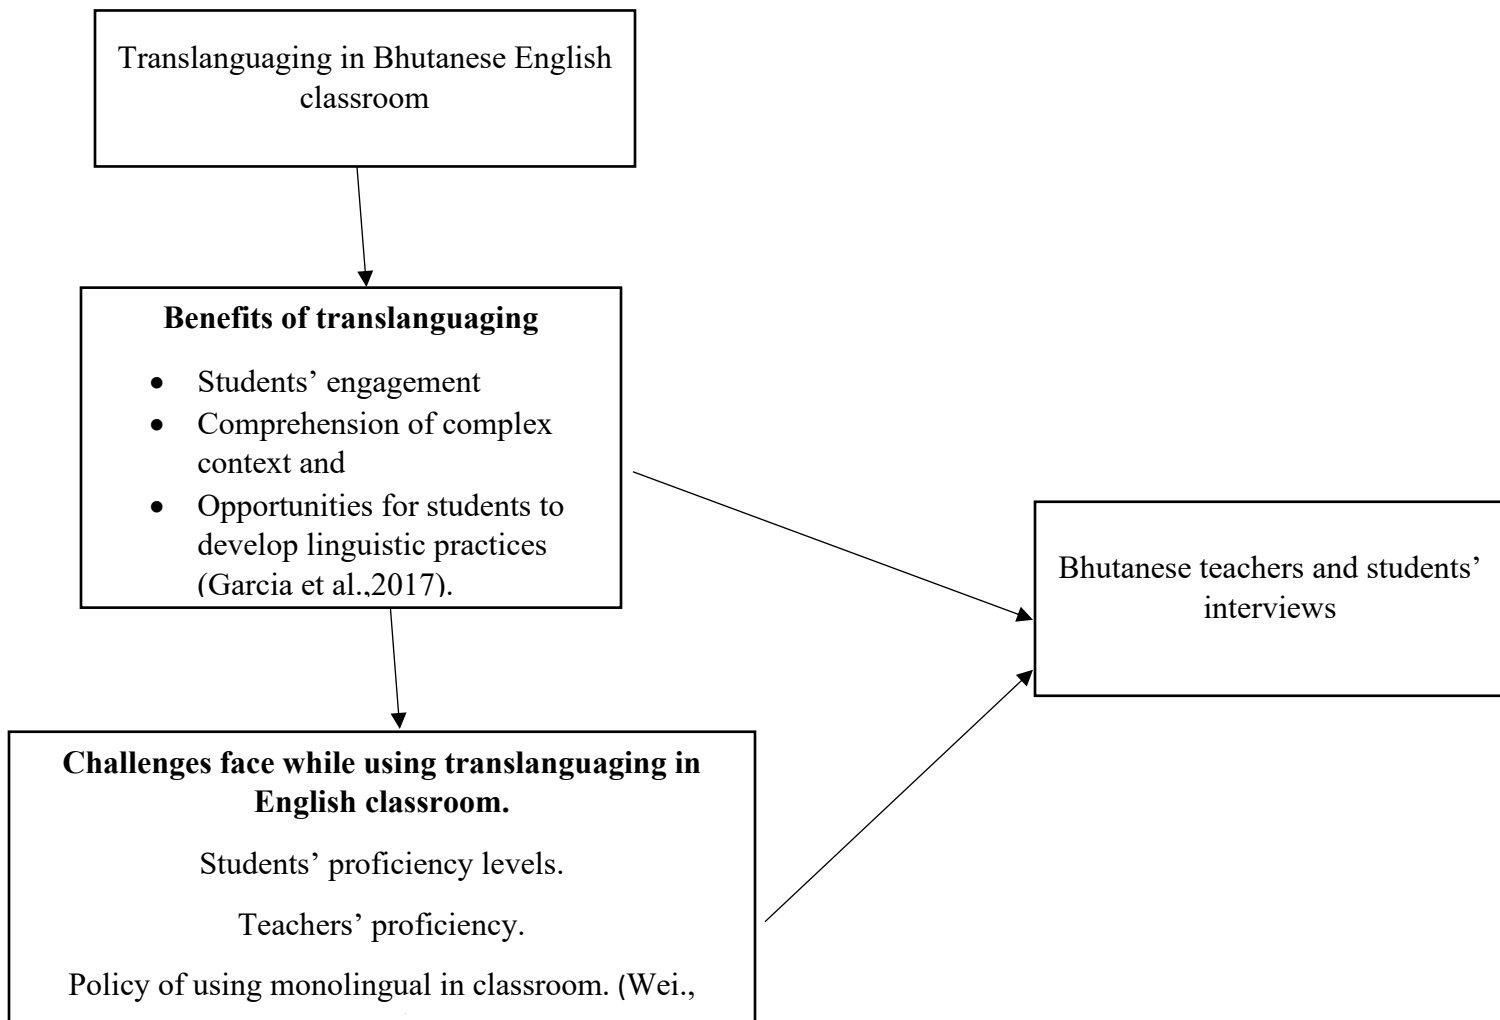 Translanguaging in Bhutanese English
classroom
Benefits of translanguaging
• Students’ engagement
• Comprehension of complex
context and
• Opportunities for students to
develop linguistic practices
(Garcia et al.,2017).
Bhutanese teachers and students’
interviews
Challenges face while using translanguaging in
English classroom.
Students’ proficiency levels.
Teachers’ proficiency.
Policy of using monolingual in classroom. (Wei.,